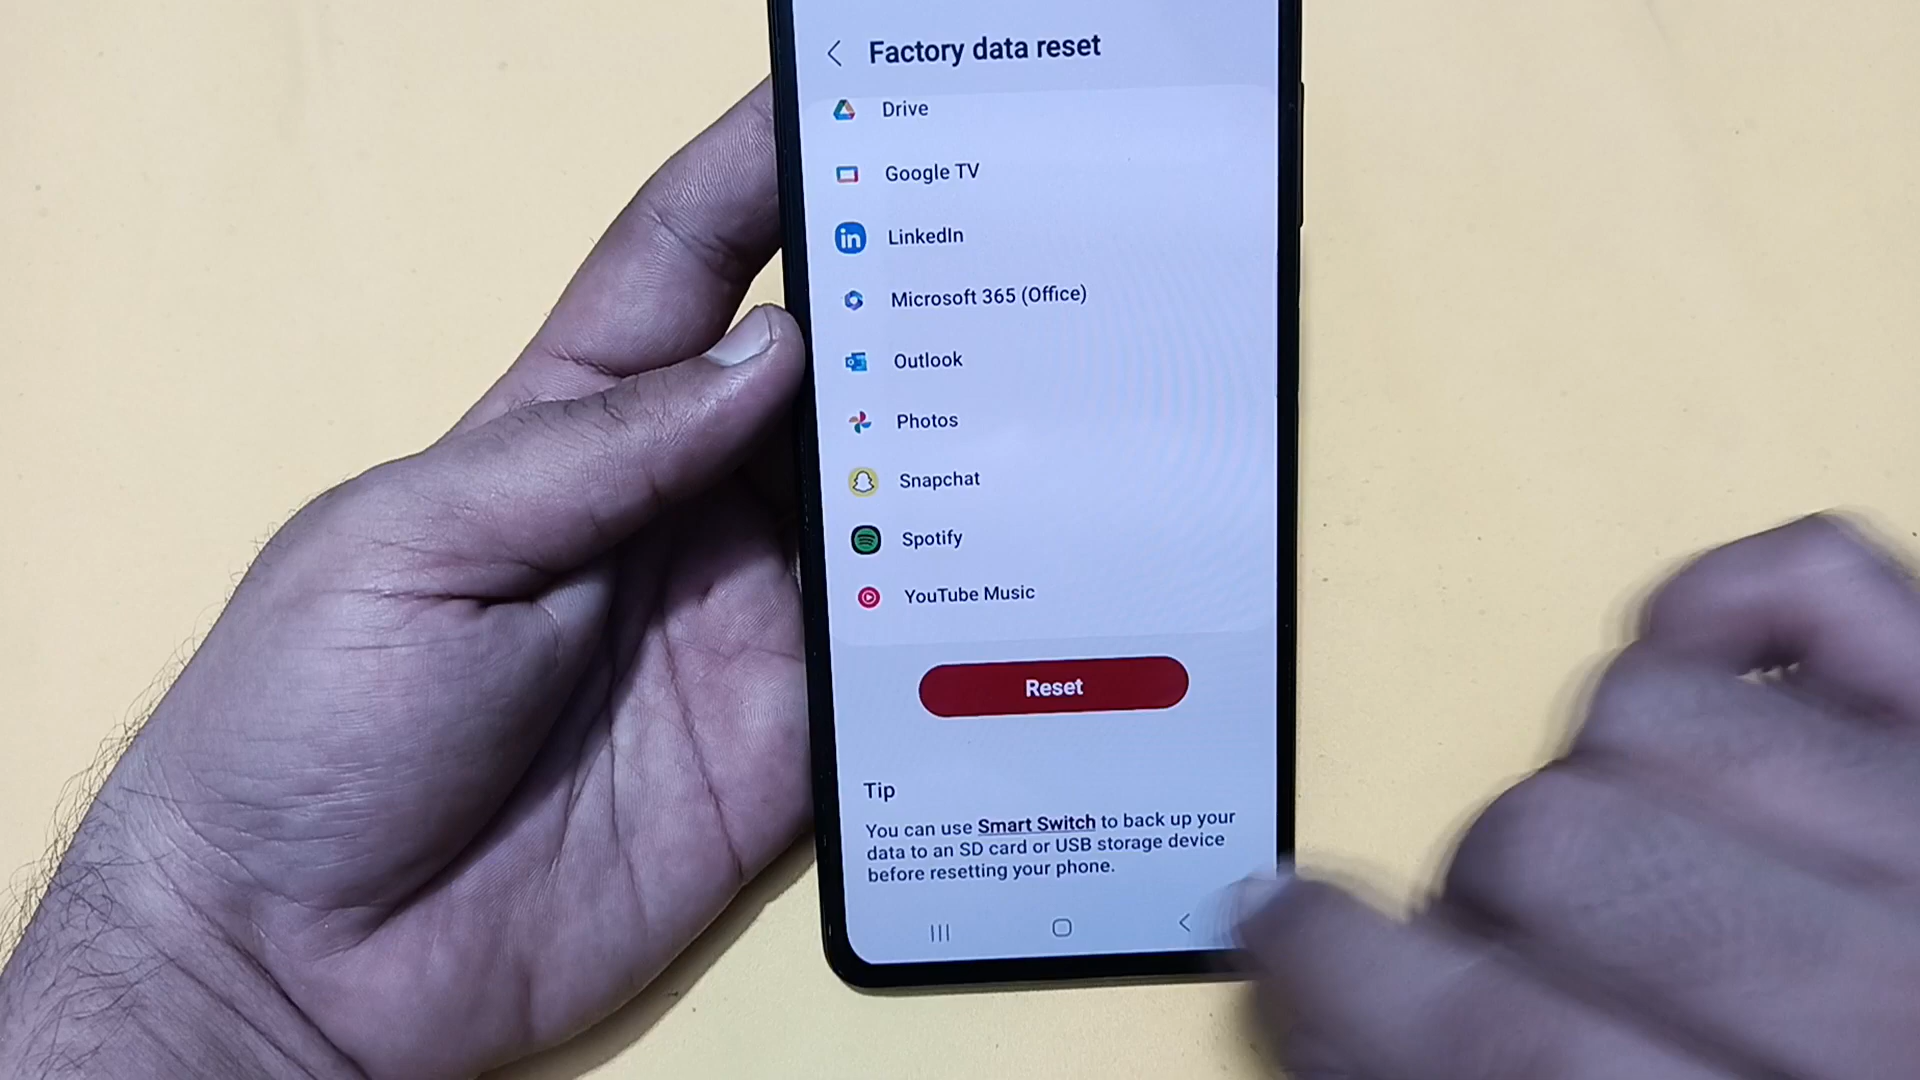 Factory data reset
Drive
Google TV
LinkedIn
Microsoft 365 (Office)
Outlook
Photos
Snapchat
Spotify
YouTube Music
Reset
Tip
You can use Smart Switch to back up your
data to an SD card or USB storage device
before resetting your phone.